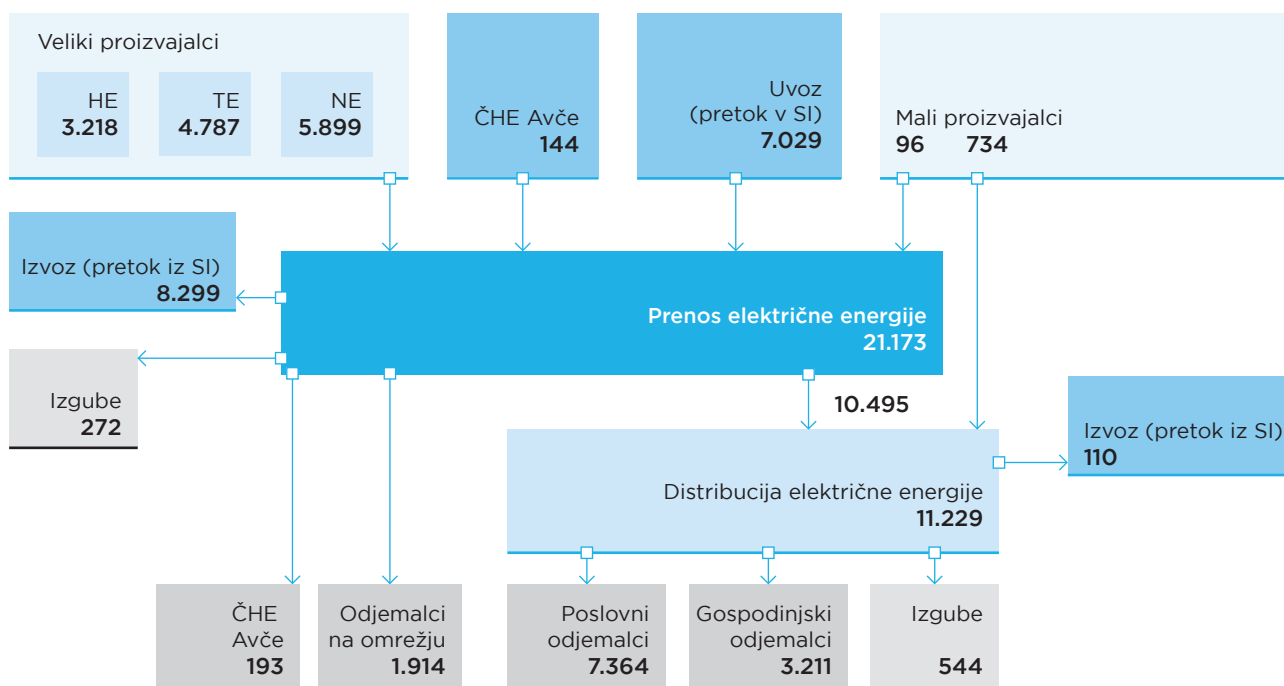 Veliki proizvajalci
HE
3.218
TE
4.787
NE
5.899
ČHE Avče
144
Uvoz
(pretok v SI)
7.029
Mali proizvajalci
96 734
Izvoz (pretok iz SI)
8.299
Prenos električne energije
21.173
Izgube
272
10.495
Izvoz (pretok iz SI)
110
Distribucija električne energije
11.229
ČHE
Avče
193
Odjemalci
na omrežju
1.914
Poslovni
odjemalci
7.364
Gospodinjski
odjemalci
3.211
Izgube
544